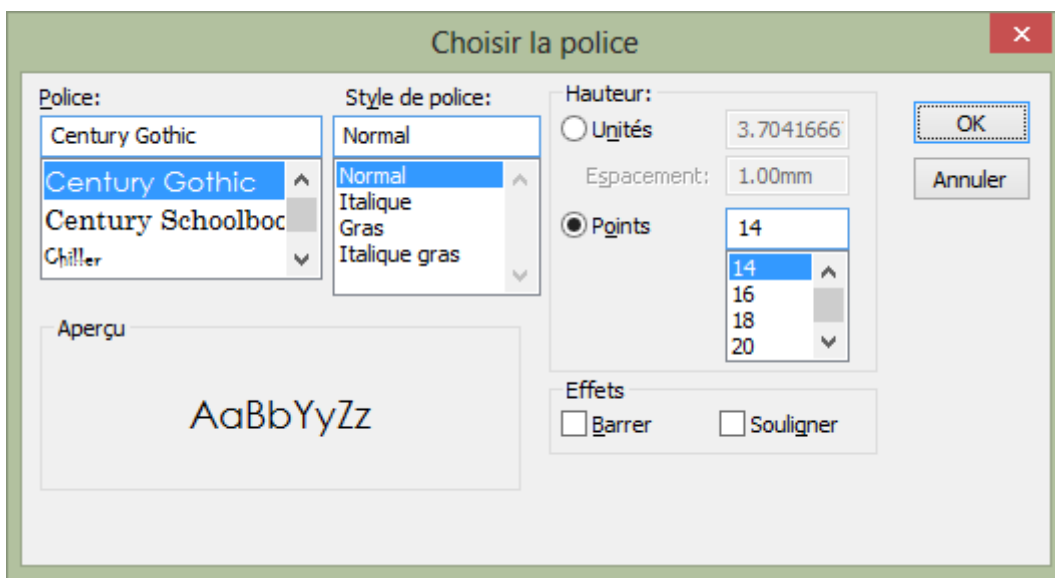 Choisir la police
Police:
Century Gothic
Century Gothic
Century Schoolboo
Chiller
Style de police:
Normal
Normal
Italique
Gras
Italique gras
Hauteur:
Unités
3.7041666
Espacement:
1.00mm
Points
14
14
16
18
20
OK
Annuler
Aperçu
AaBbYyZz
Effets
Barrer
Souligner